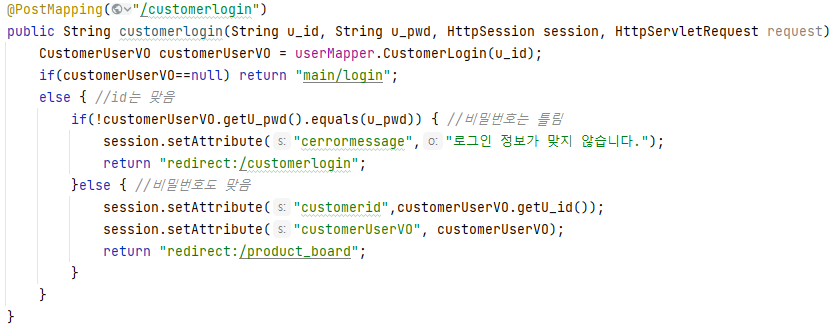 @PostMapping("/customerlogin")
public String customerlogin(String u_id, String u_pwd, HttpSession session, HttpServletRequest request)
    CustomerUserVO customerUserVO = userMapper.CustomerLogin(u_id);
    if(customerUserVO==null) return "main/login";
    else { //id는 맞음
        if(!customerUserVO.getU_pwd().equals(u_pwd)) { //비밀번호는 틀림
            session.setAttribute( s: "cerrormessage", o: "로그인 정보가 맞지 않습니다.");
            return "redirect:/customerlogin";
        }else { //비밀번호도 맞음
            session.setAttribute( s: "customerid",customerUserVO.getU_id());
            session.setAttribute( s: "customerUserVO", customerUserVO);
            return "redirect:/product_board";
        }
    }
}